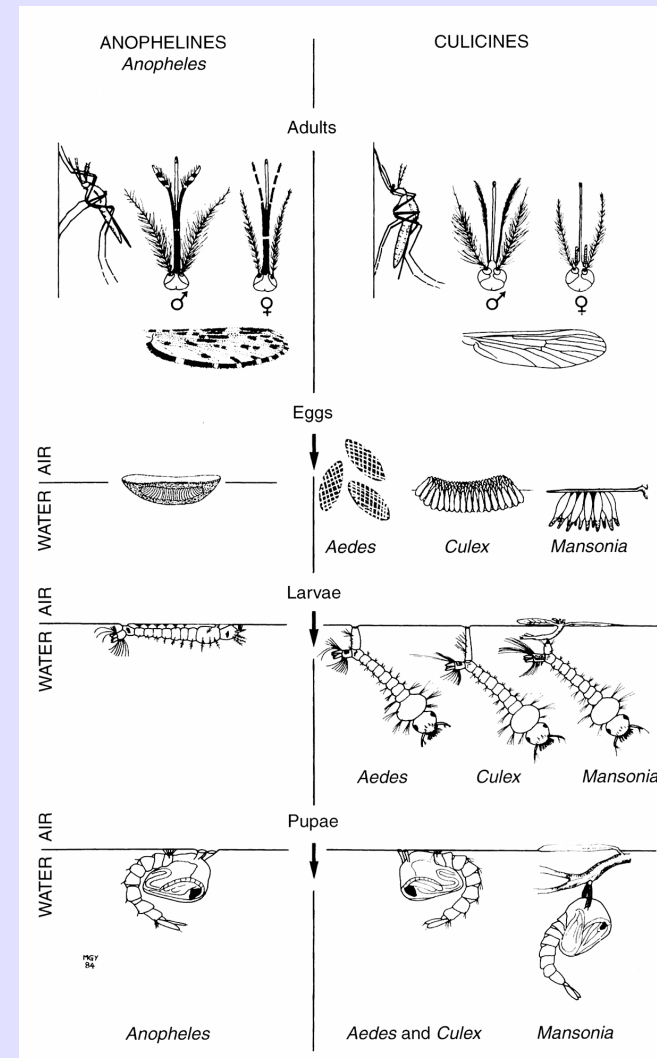 ANOPHELINES
Anopheles
CULICINES
Adults
♂ ♀
♂ ♀
Eggs
AIR
WATER
Aedes
Culex
Mansonia
Larvae
AIR
WATER
Aedes
Culex
Mansonia
Pupae
AIR
WATER
MGY
84
Anopheles
Aedes and Culex
Mansonia